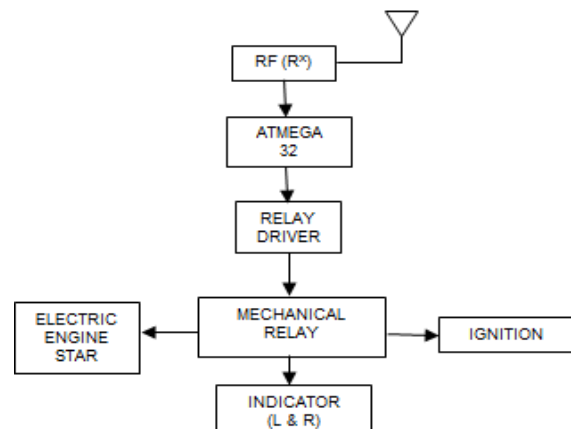 RF (Rˣ)
ATMEGA
32
RELAY
DRIVER
ELECTRIC
ENGINE
STAR
MECHANICAL
RELAY
IGNITION
INDICATOR
(L & R)